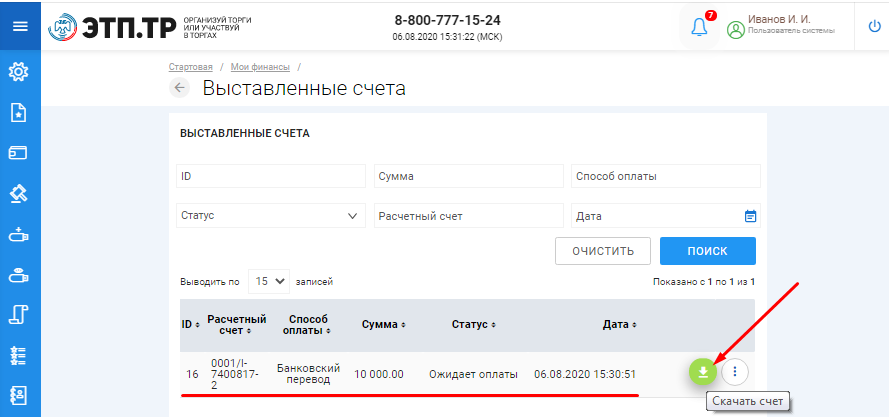 ЭТП.ТР
ОРГАНИЗУЙ ТОРГИ
ИЛИ УЧАСТВУЙ
В ТОРГАХ
8-800-777-15-24
06.08.2020 15:31:22 (МСК)
7
Иванов И. И.
Пользователь системы
Стартовая / Мои финансы /
Выставленные счета
ВЫСТАВЛЕННЫЕ СЧЕТА
ID Сумма Способ оплаты
Статус Расчетный счет Дата
ОЧИСТИТЬ ПОИСК
Выводить по 15 записей Показано с 1 по 1 из 1
ID Расчетный счет Способ оплаты Сумма Статус Дата
16 0001/I-7400817-2 Банковский перевод 10 000.00 Ожидает оплаты 06.08.2020 15:30:51
Скачать счет